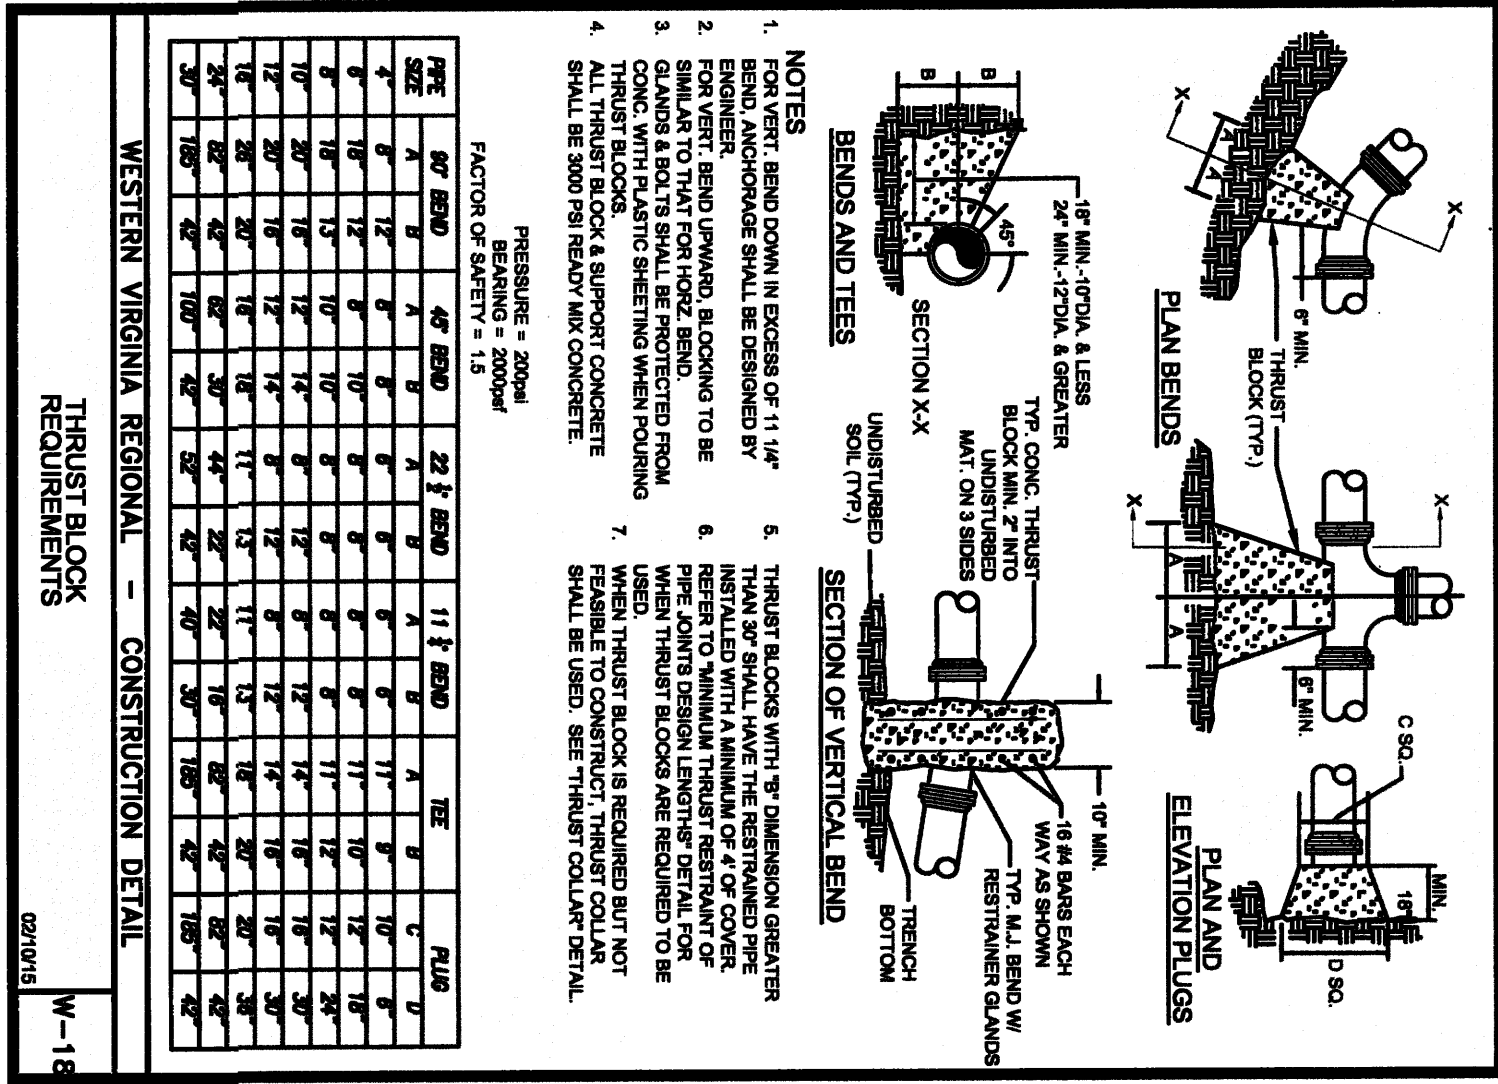 X
X
A
A
6" MIN.
THRUST
BLOCK (TYP.)
PLAN BENDS
X
X
A
A
6" MIN.
C SQ.
MIN.
18"
D SQ.
PLAN AND
ELEVATION PLUGS
B
B
18" MIN.-10"DIA. & LESS
24" MIN.-12"DIA. & GREATER
45°
SECTION X-X
BENDS AND TEES
TYP. CONC. THRUST
BLOCK MIN. 2" INTO
UNDISTURBED
MAT. ON 3 SIDES
UNDISTURBED
SOIL (TYP.)
10" MIN.
16 #4 BARS EACH
WAY AS SHOWN
TYP. M.J. BEND W/
RESTRAINER GLANDS
TRENCH
BOTTOM
SECTION OF VERTICAL BEND
NOTES
1. FOR VERT. BEND DOWN IN EXCESS OF 11 1/4"
BEND, ANCHORAGE SHALL BE DESIGNED BY
ENGINEER.
2. FOR VERT. BEND UPWARD, BLOCKING TO BE
SIMILAR TO THAT FOR HORZ. BEND.
3. GLANDS & BOLTS SHALL BE PROTECTED FROM
CONC. WITH PLASTIC SHEETING WHEN POURING
THRUST BLOCKS.
4. ALL THRUST BLOCK & SUPPORT CONCRETE
SHALL BE 3000 PSI READY MIX CONCRETE.
5. THRUST BLOCKS WITH "B" DIMENSION GREATER
THAN 30" SHALL HAVE THE RESTRAINED PIPE
INSTALLED WITH A MINIMUM OF 4' OF COVER.
6. REFER TO "MINIMUM THRUST RESTRAINT OF
PIPE JOINTS DESIGN LENGTHS" DETAIL FOR
WHEN THRUST BLOCKS ARE REQUIRED TO BE
USED.
7. WHEN THRUST BLOCK IS REQUIRED BUT NOT
FEASIBLE TO CONSTRUCT, THRUST COLLAR
SHALL BE USED. SEE "THRUST COLLAR" DETAIL.
PRESSURE = 200psi
BEARING = 2000psf
FACTOR OF SAFETY = 1.5
PIPE SIZE 90° BEND 45° BEND 22 ½° BEND 11 ¼° BEND TEE PLUG
A B A B A B A B A B C D
4" 8" 12" 8" 8" 6" 6" 6" 6" 11" 9" 10" 6"
6" 18" 12" 8" 10" 8" 8" 8" 8" 11" 10" 12" 18"
8" 18" 13" 10" 10" 8" 8" 8" 8" 11" 12" 12" 24"
10" 20" 16" 12" 14" 8" 12" 8" 12" 14" 16" 16" 30"
12" 20" 16" 12" 14" 8" 12" 8" 12" 14" 16" 16" 30"
16" 26" 20" 16" 18" 11" 13" 11" 13" 18" 20" 20" 36"
24" 82" 42" 62" 30" 44" 22" 22" 16" 82" 42" 82" 42"
30" 185" 42" 100" 42" 52" 42" 40" 30" 185" 42" 185" 42"
WESTERN VIRGINIA REGIONAL – CONSTRUCTION DETAIL
THRUST BLOCK
REQUIREMENTS
02/10/15
W–18